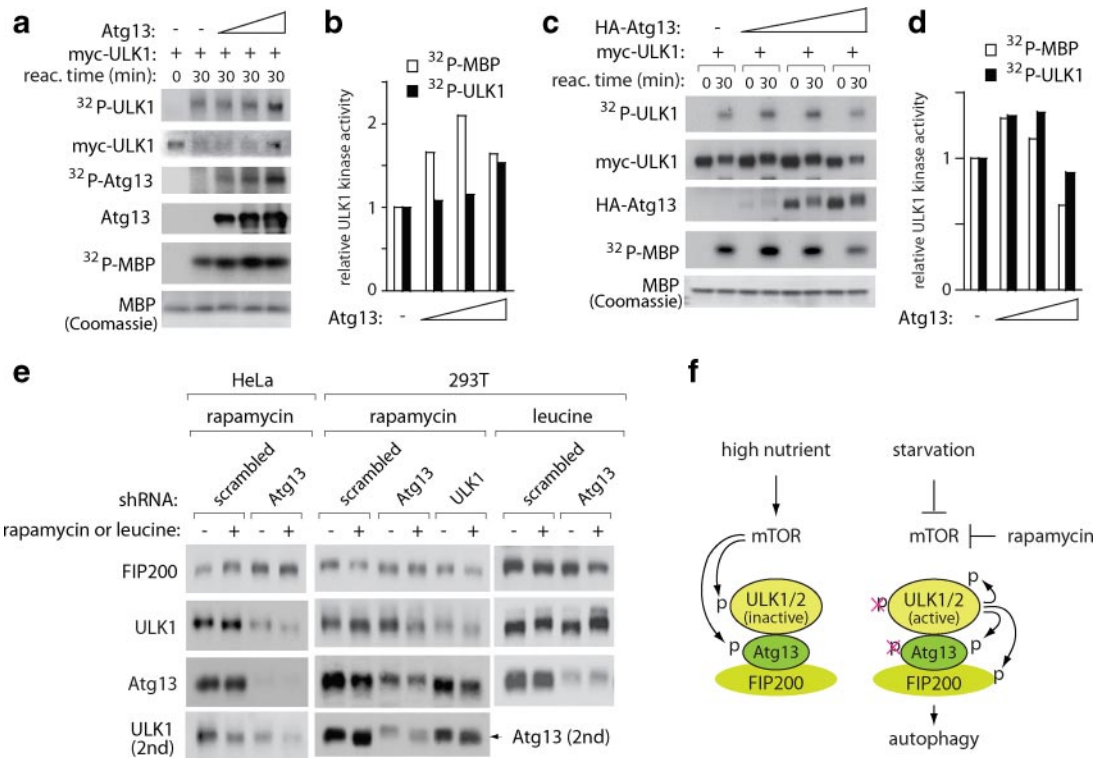 a
Atg13: - -
myc-ULK1: + + + + +
reac. time (min): 0 30 30 30 30
32P-ULK1
myc-ULK1
32P-Atg13
Atg13
32P-MBP
MBP
(Coomassie)
b
32P-MBP
32P-ULK1
relative ULK1 kinase activity
2
1
0
Atg13: -
c
HA-Atg13: -
myc-ULK1: + + + +
reac. time (min): 0 30 0 30 0 30 0 30
32P-ULK1
myc-ULK1
HA-Atg13
32P-MBP
MBP
(Coomassie)
d
32P-MBP
32P-ULK1
relative ULK1 kinase activity
1
0
Atg13: -
e
HeLa 293T
rapamycin rapamycin leucine
shRNA: scrambled Atg13 scrambled Atg13 ULK1 scrambled Atg13
rapamycin or leucine: - + - + - + - + - + - + - +
FIP200
ULK1
Atg13
ULK1
(2nd)
Atg13 (2nd)
f
high nutrient
mTOR
p
ULK1/2
(inactive)
p
Atg13
FIP200
starvation
mTOR
rapamycin
p
p
ULK1/2
(active)
p
Atg13
p
FIP200
p
autophagy